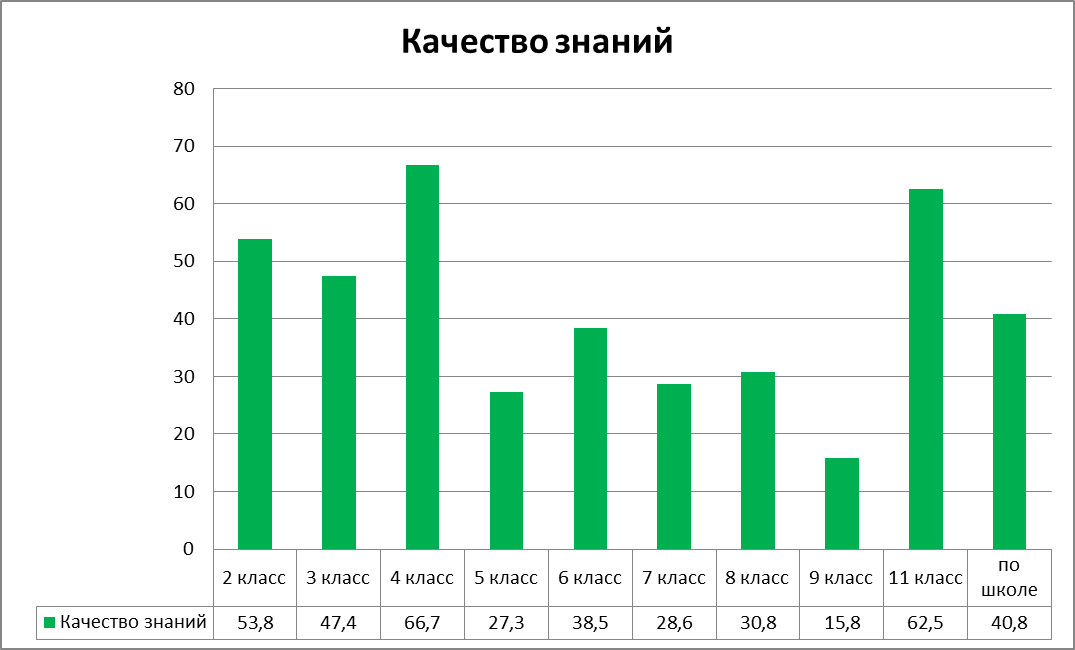 Качество знаний
80
70
60
50
40
30
20
10
0
2 класс 3 класс 4 класс 5 класс 6 класс 7 класс 8 класс 9 класс 11 класс по
школе
Качество знаний 53,8 47,4 66,7 27,3 38,5 28,6 30,8 15,8 62,5 40,8